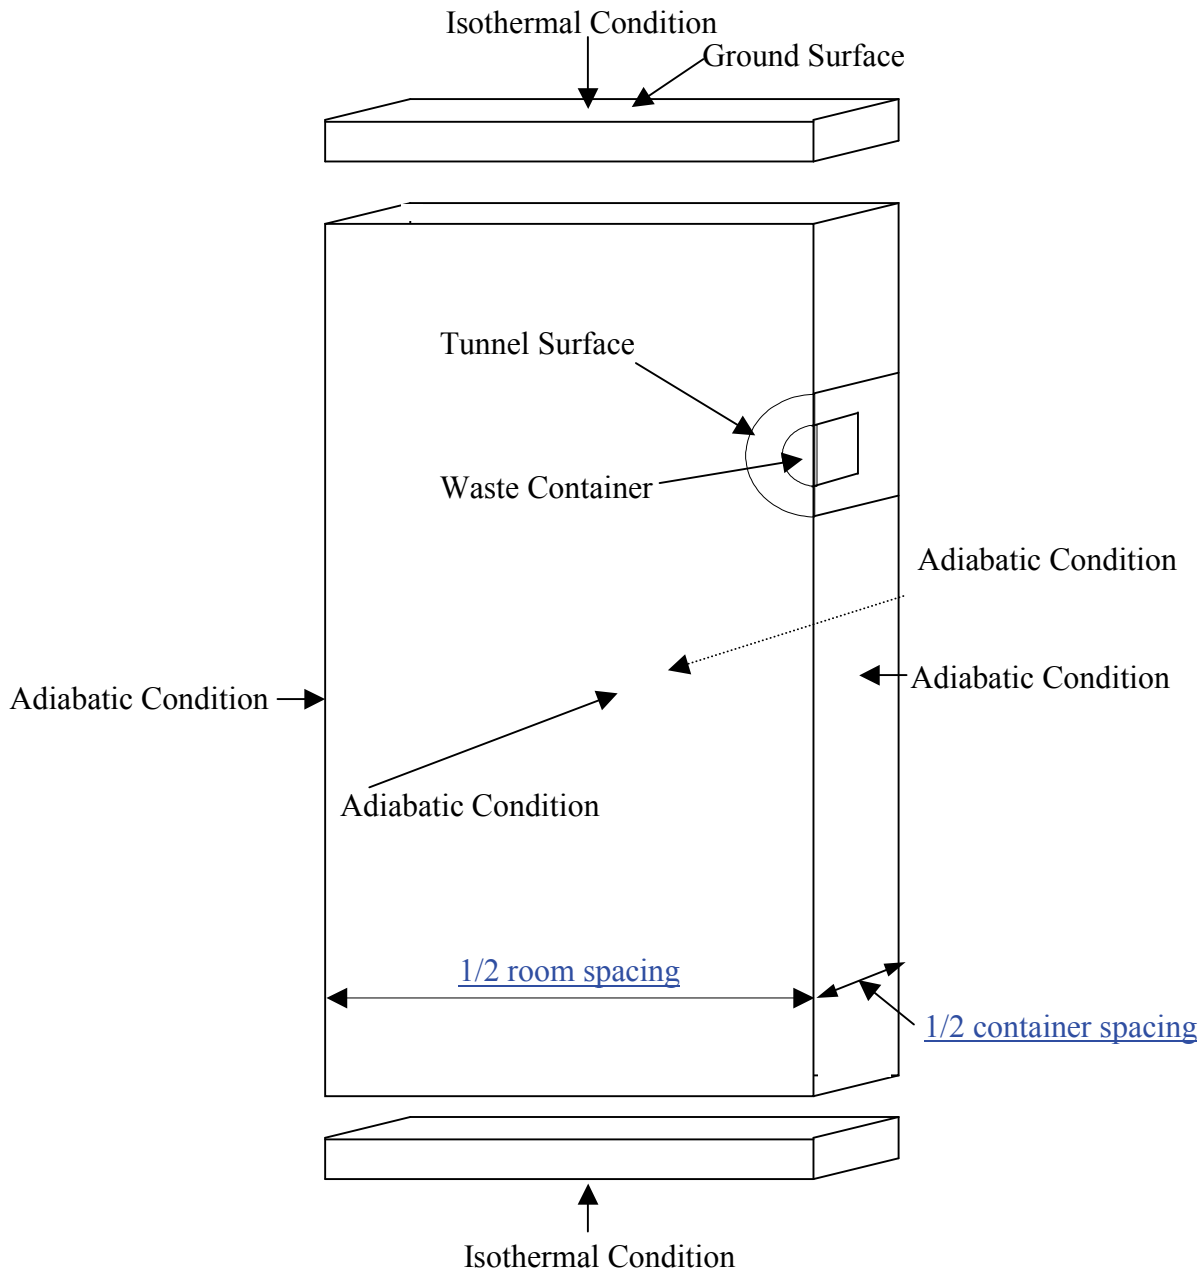 Isothermal Condition
Ground Surface
Tunnel Surface
Waste Container
Adiabatic Condition
Adiabatic Condition
Adiabatic Condition
Adiabatic Condition
1/2 room spacing
1/2 container spacing
Isothermal Condition